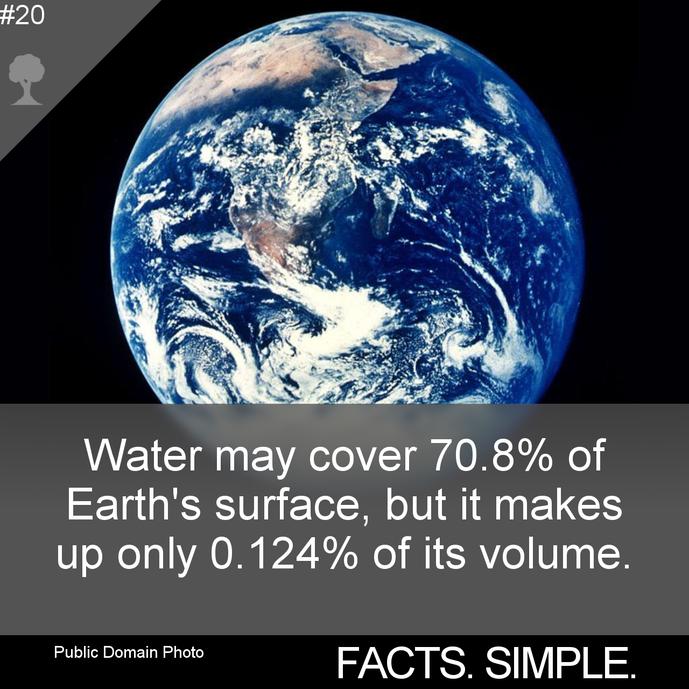 #20
Water may cover 70.8% of
Earth's surface, but it makes
up only 0.124% of its volume.
Public Domain Photo
FACTS. SIMPLE.